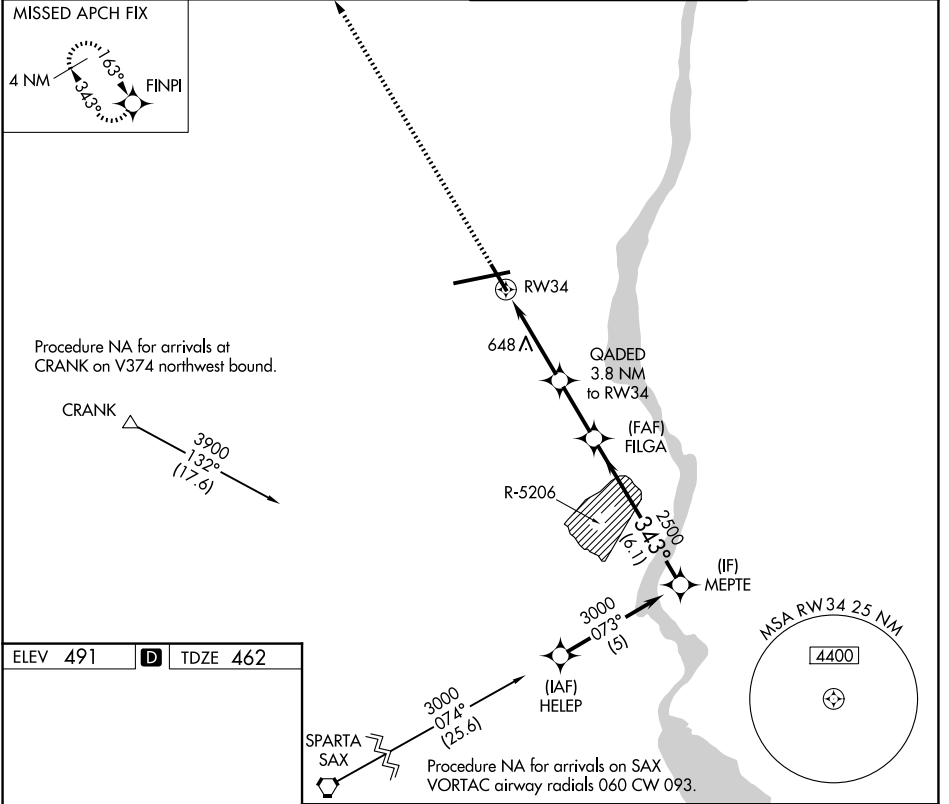 MISSED APCH FIX
4 NM
163°
343°
FINPI
RW34
648
Procedure NA for arrivals at
CRANK on V374 northwest bound.
QADED
3.8 NM
to RW34
CRANK
3900
132°
(17.6)
(FAF)
FILGA
R-5206
2500
343°
(6.1)
(IF)
MEPTE
3000
073°
(5)
MSA RW34 25 NM
4400
ELEV 491 D TDZE 462
(IAF)
HELEP
3000
074°
(25.6)
SPARTA
SAX
Procedure NA for arrivals on SAX
VORTAC airway radials 060 CW 093.